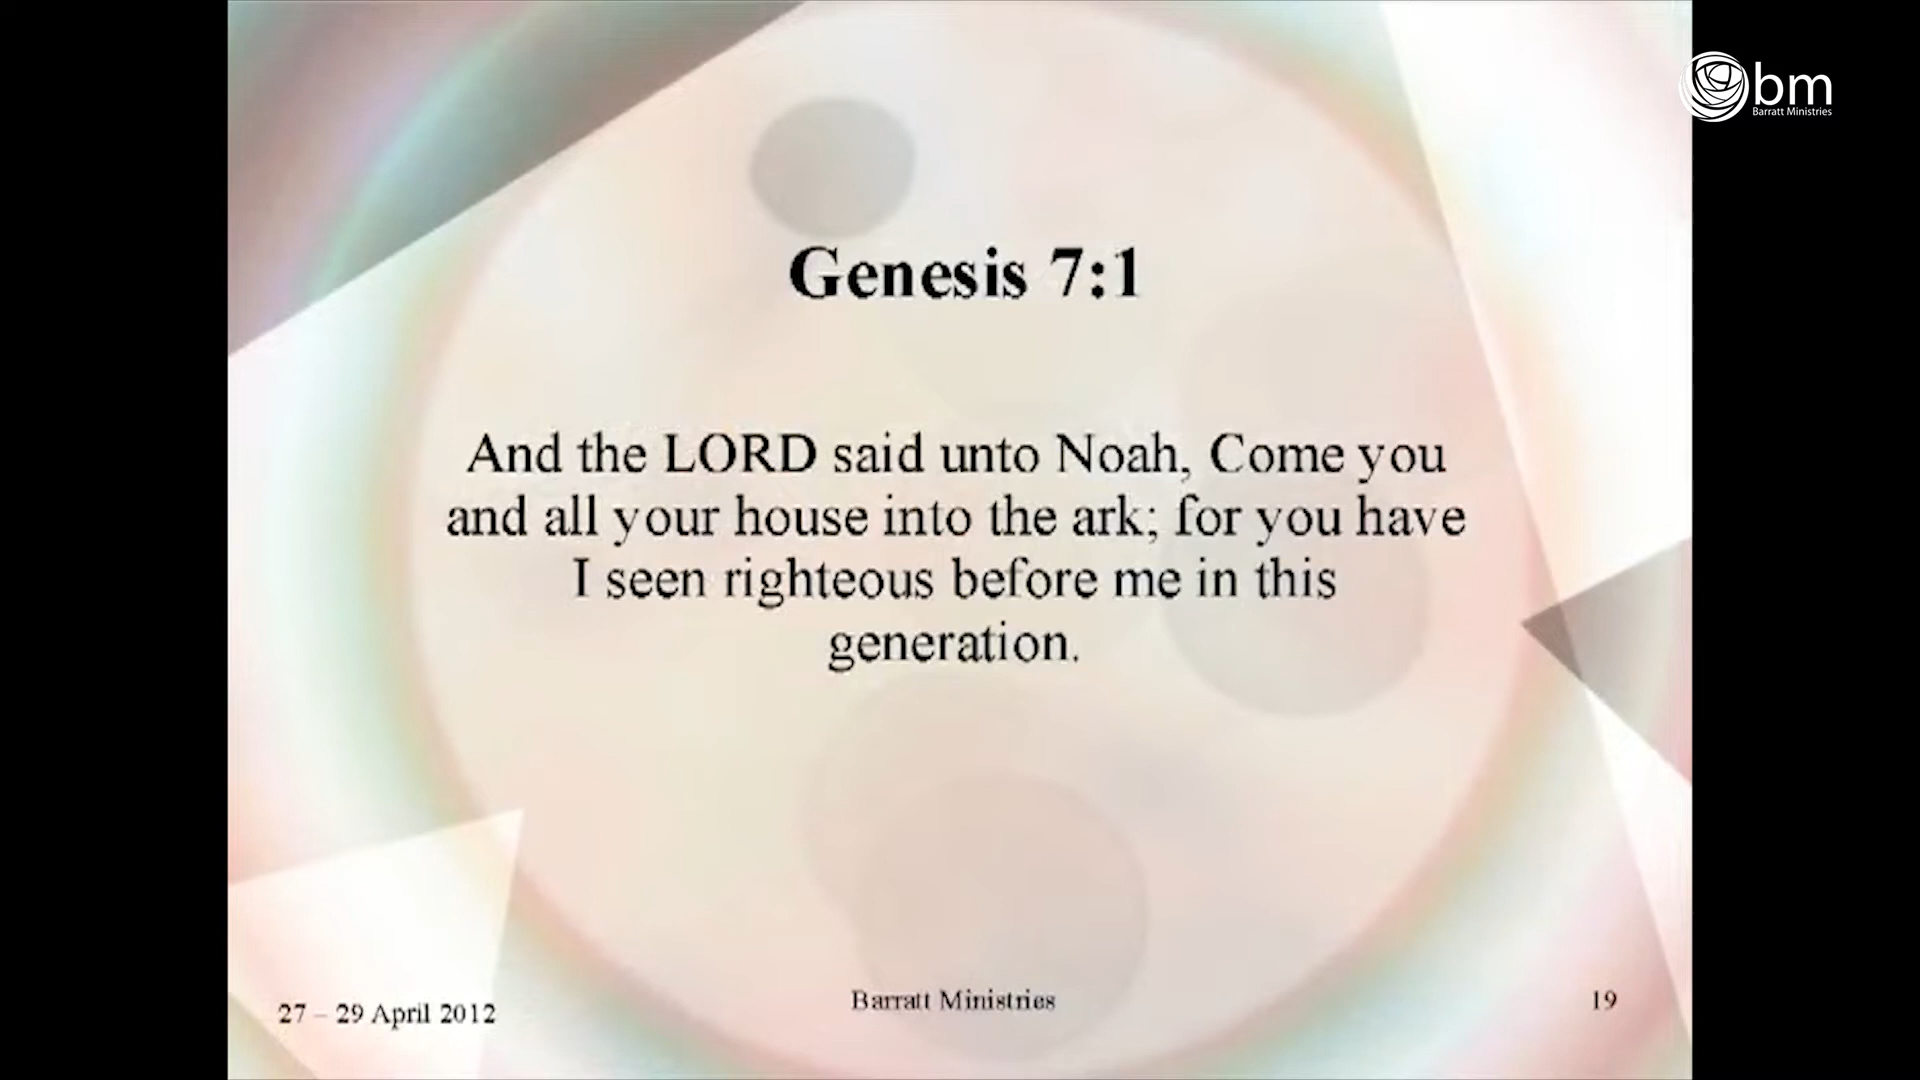 bm
Barratt Ministries
Genesis 7:1
And the LORD said unto Noah, Come you
and all your house into the ark; for you have
I seen righteous before me in this
generation.
27 – 29 April 2012
Barratt Ministries
19